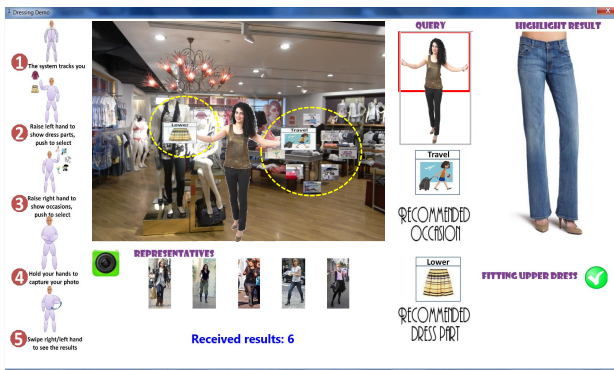 Dressing Demo
1
The system tracks you
2
Raise left hand to
show dress parts,
push to select
3
Raise right hand to
show occasions,
push to select
4
Hold your hands to
capture your photo
5
Swipe right/left hand
to see the results
Lower
Travel
REPRESENTATIVES
Received results: 6
QUERY
Travel
RECOMMENDED
OCCASION
Lower
RECOMMENDED
DRESS PART
HIGHLIGHT RESULT
FITTING UPPER DRESS